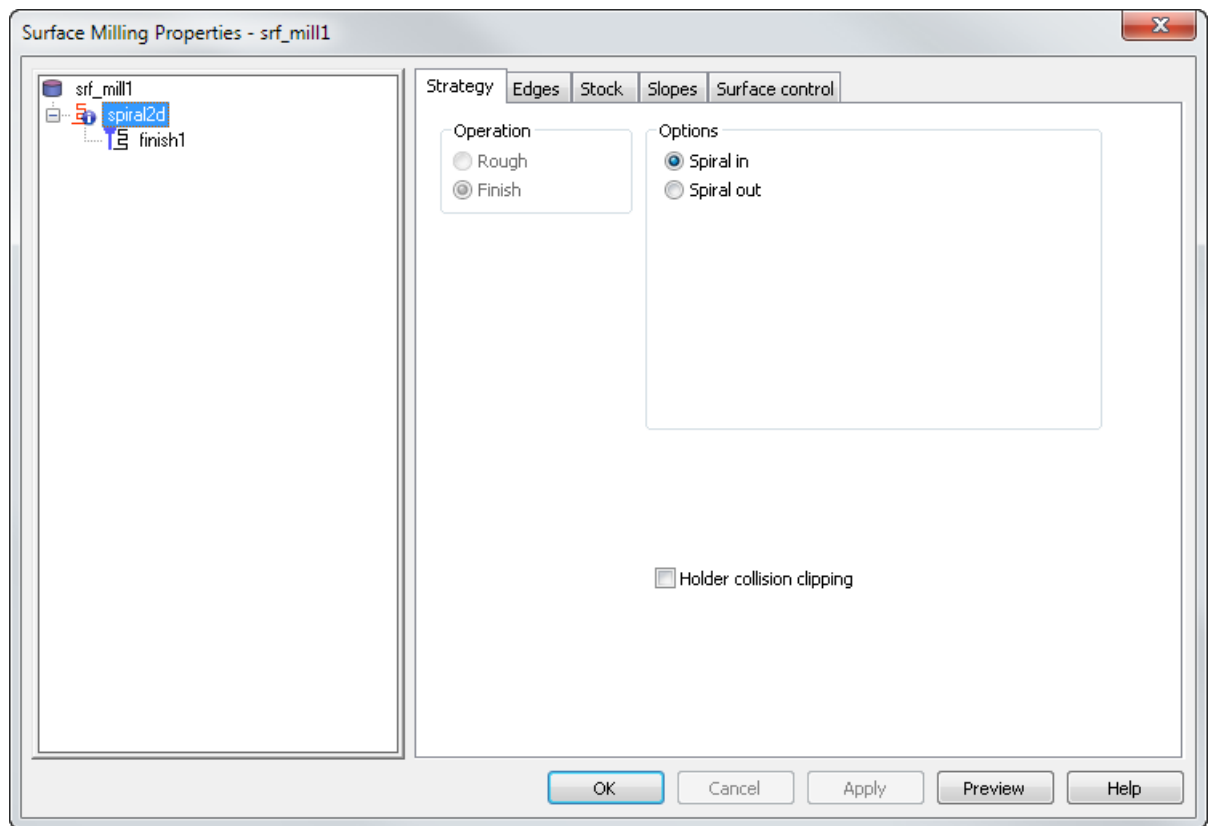 Surface Milling Properties - srf_mill1
srf_mill1
spiral2d
finish1
Strategy Edges Stock Slopes Surface control
Operation
Rough
Finish
Options
Spiral in
Spiral out
Holder collision clipping
OK Cancel Apply Preview Help